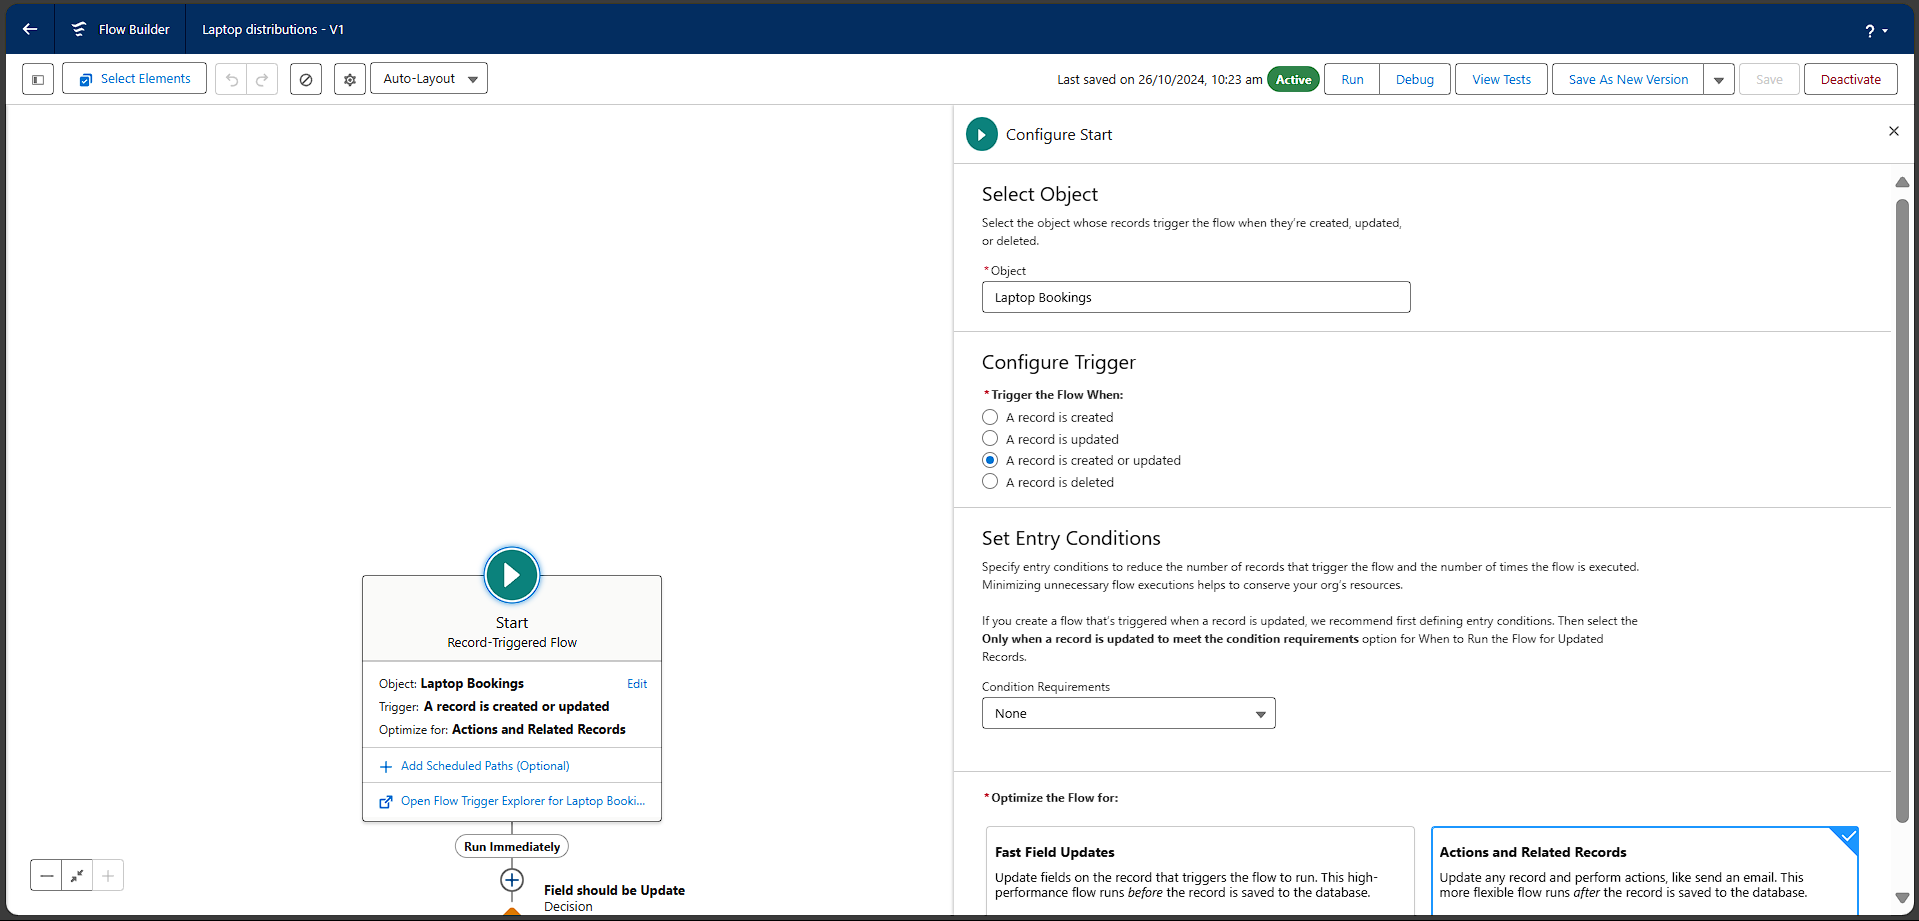 Flow Builder
Laptop distributions - V1
?
Select Elements
Auto-Layout
Last saved on 26/10/2024, 10:23 am
Active
Run
Debug
View Tests
Save As New Version
Save
Deactivate
Start
Record-Triggered Flow
Object: Laptop Bookings
Edit
Trigger: A record is created or updated
Optimize for: Actions and Related Records
Add Scheduled Paths (Optional)
Open Flow Trigger Explorer for Laptop Booki...
Run Immediately
Field should be Update
Decision
Configure Start
Select Object
Select the object whose records trigger the flow when they're created, updated,
or deleted.
*Object
Laptop Bookings
Configure Trigger
*Trigger the Flow When:
A record is created
A record is updated
A record is created or updated
A record is deleted
Set Entry Conditions
Specify entry conditions to reduce the number of records that trigger the flow and the number of times the flow is executed.
Minimizing unnecessary flow executions helps to conserve your org's resources.
If you create a flow that's triggered when a record is updated, we recommend first defining entry conditions. Then select the
Only when a record is updated to meet the condition requirements option for When to Run the Flow for Updated
Records.
Condition Requirements
None
*Optimize the Flow for:
Fast Field Updates
Update fields on the record that triggers the flow to run. This high-
performance flow runs before the record is saved to the database.
Actions and Related Records
Update any record and perform actions, like send an email. This
more flexible flow runs after the record is saved to the database.